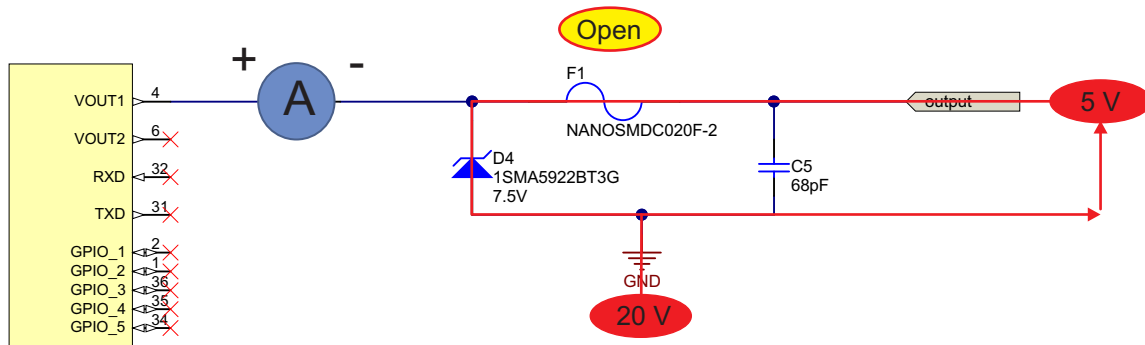 Open
+ A -
F1
VOUT1 4
output
5 V
NANOSMDC020F-2
VOUT2 6
D4
1SMA5922BT3G
7.5V
C5
68pF
RXD 32
TXD 31
GPIO_1 2
GPIO_2 1
GPIO_3 36
GPIO_4 35
GPIO_5 34
GND
20 V